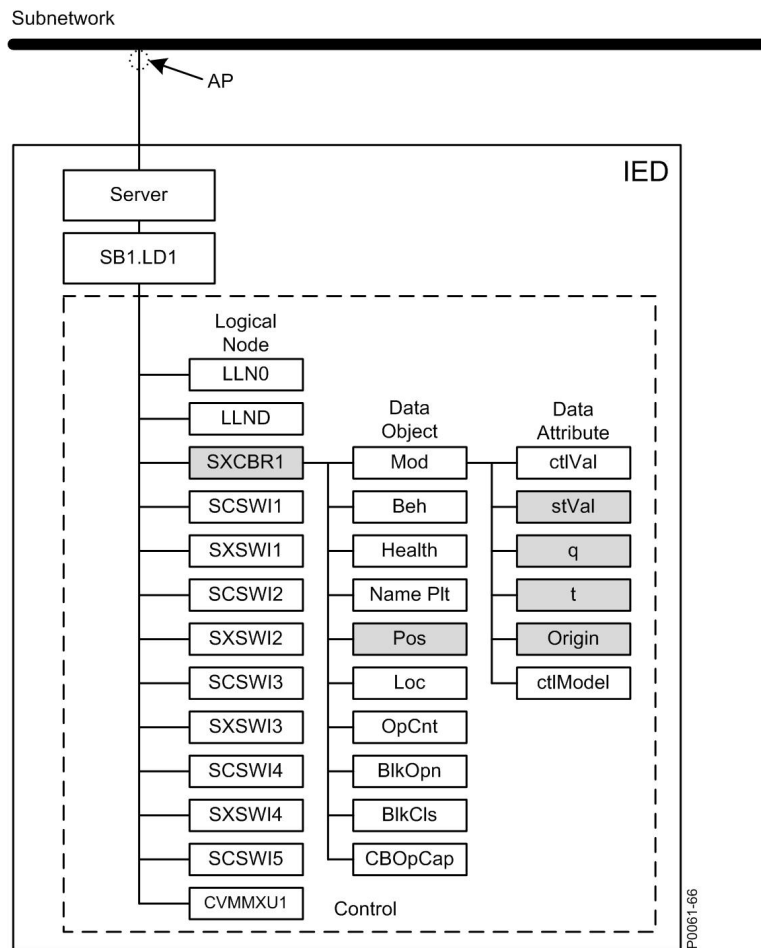 Subnetwork
AP
IED
Server
SB1.LD1
Logical
Node
LLN0
LLND
Data
Object
Data
Attribute
SXCBR1
Mod
ctlVal
SCSWI1
Beh
stVal
SXSWI1
Health
q
SCSWI2
Name Plt
t
SXSWI2
Pos
Origin
SCSWI3
Loc
ctlModel
SXSWI3
OpCnt
SCSWI4
BlkOpn
SXSWI4
BlkCls
SCSWI5
CBOpCap
CVMMXU1
Control
P0061-66